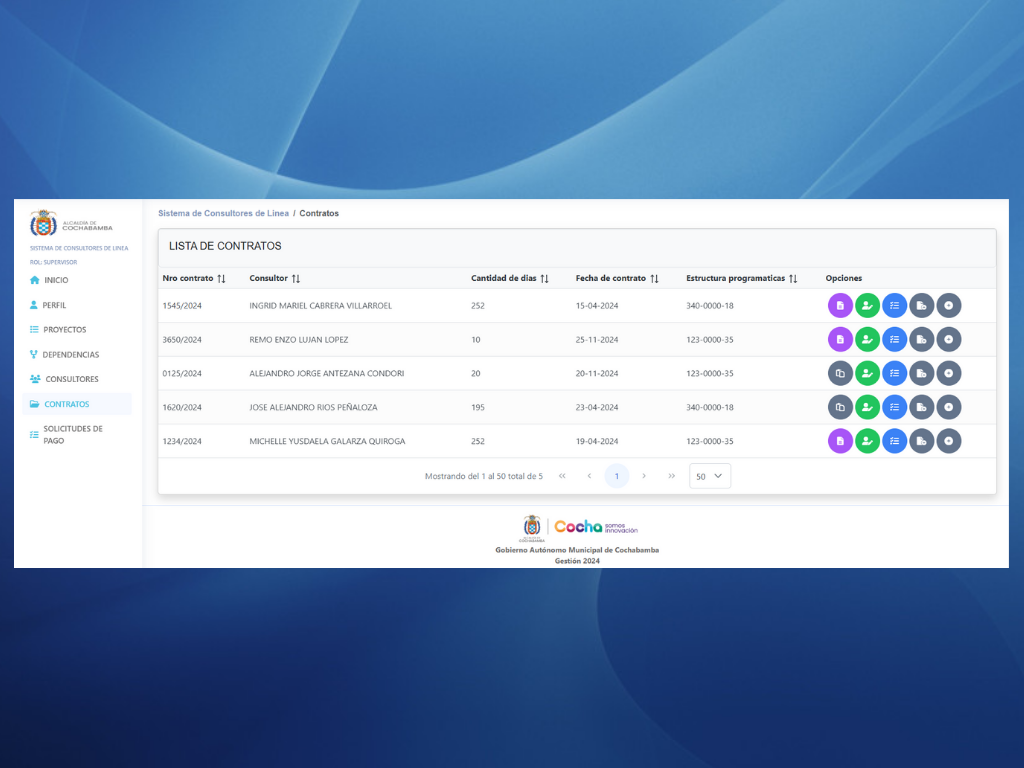 ALCALDÍA DE
COCHABAMBA
SISTEMA DE CONSULTORES DE LINEA
ROL: SUPERVISOR
INICIO
PERFIL
PROYECTOS
DEPENDENCIAS
CONSULTORES
CONTRATOS
SOLICITUDES DE
PAGO
Sistema de Consultores de Linea / Contratos
LISTA DE CONTRATOS
Nro contrato Consultor Cantidad de dias Fecha de contrato Estructura programaticas Opciones
1545/2024 INGRID MARIEL CABRERA VILLARROEL 252 15-04-2024 340-0000-18
3650/2024 REMO ENZO LUJAN LOPEZ 10 25-11-2024 123-0000-35
0125/2024 ALEJANDRO JORGE ANTEZANA CONDORI 20 20-11-2024 123-0000-35
1620/2024 JOSE ALEJANDRO RIOS PEÑALOZA 195 23-04-2024 340-0000-18
1234/2024 MICHELLE YUSDAELA GALARZA QUIROGA 252 19-04-2024 123-0000-35
Mostrando del 1 al 50 total de 5 « ‹ 1 › » 50
Cocha somos
innovación
COCHABAMBA
Gobierno Autónomo Municipal de Cochabamba
Gestión 2024